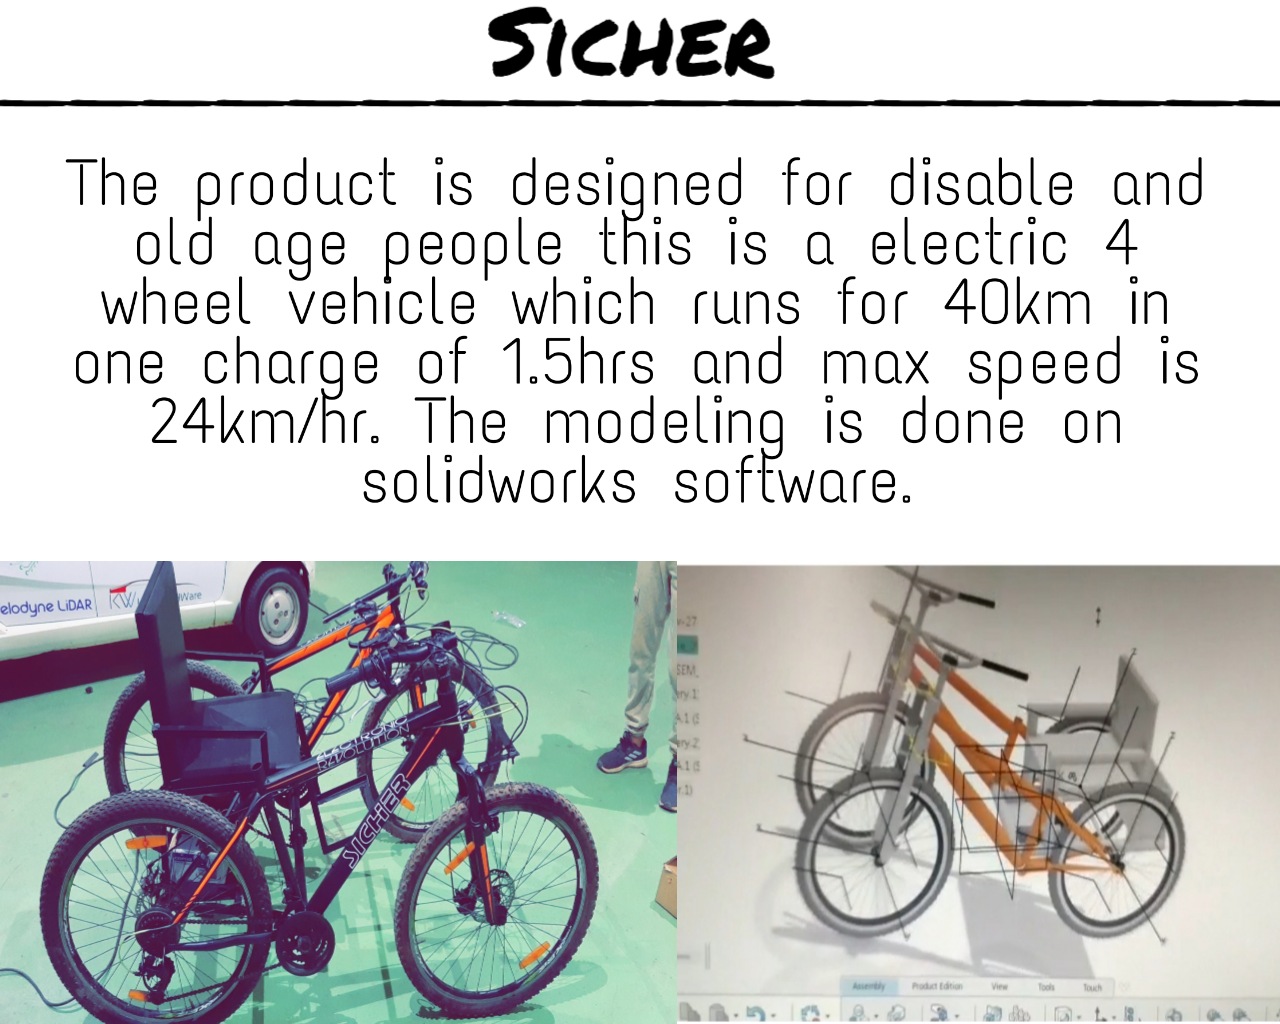 SICHER
The product is designed for disable and
old age people this is a electric 4
wheel vehicle which runs for 40km in
one charge of 1.5hrs and max speed is
24km/hr. The modeling is done on
solidworks software.
elodyne LiDAR
KW
Ware
ELECTRONIC
REVOLUTION
SICHER
Assembly Product Edition View Tools Touch